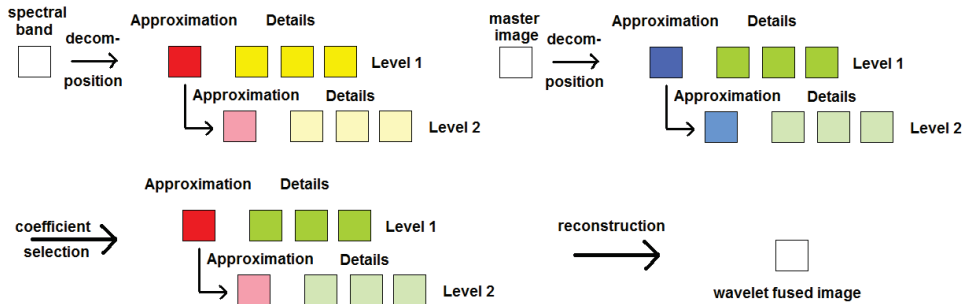 spectral
band
decom-
position
Approximation Details
Level 1
Approximation Details
Level 2
master
image
decom-
position
Approximation Details
Level 1
Approximation Details
Level 2
coefficient
selection
Approximation Details
Level 1
Approximation Details
Level 2
reconstruction
wavelet fused image